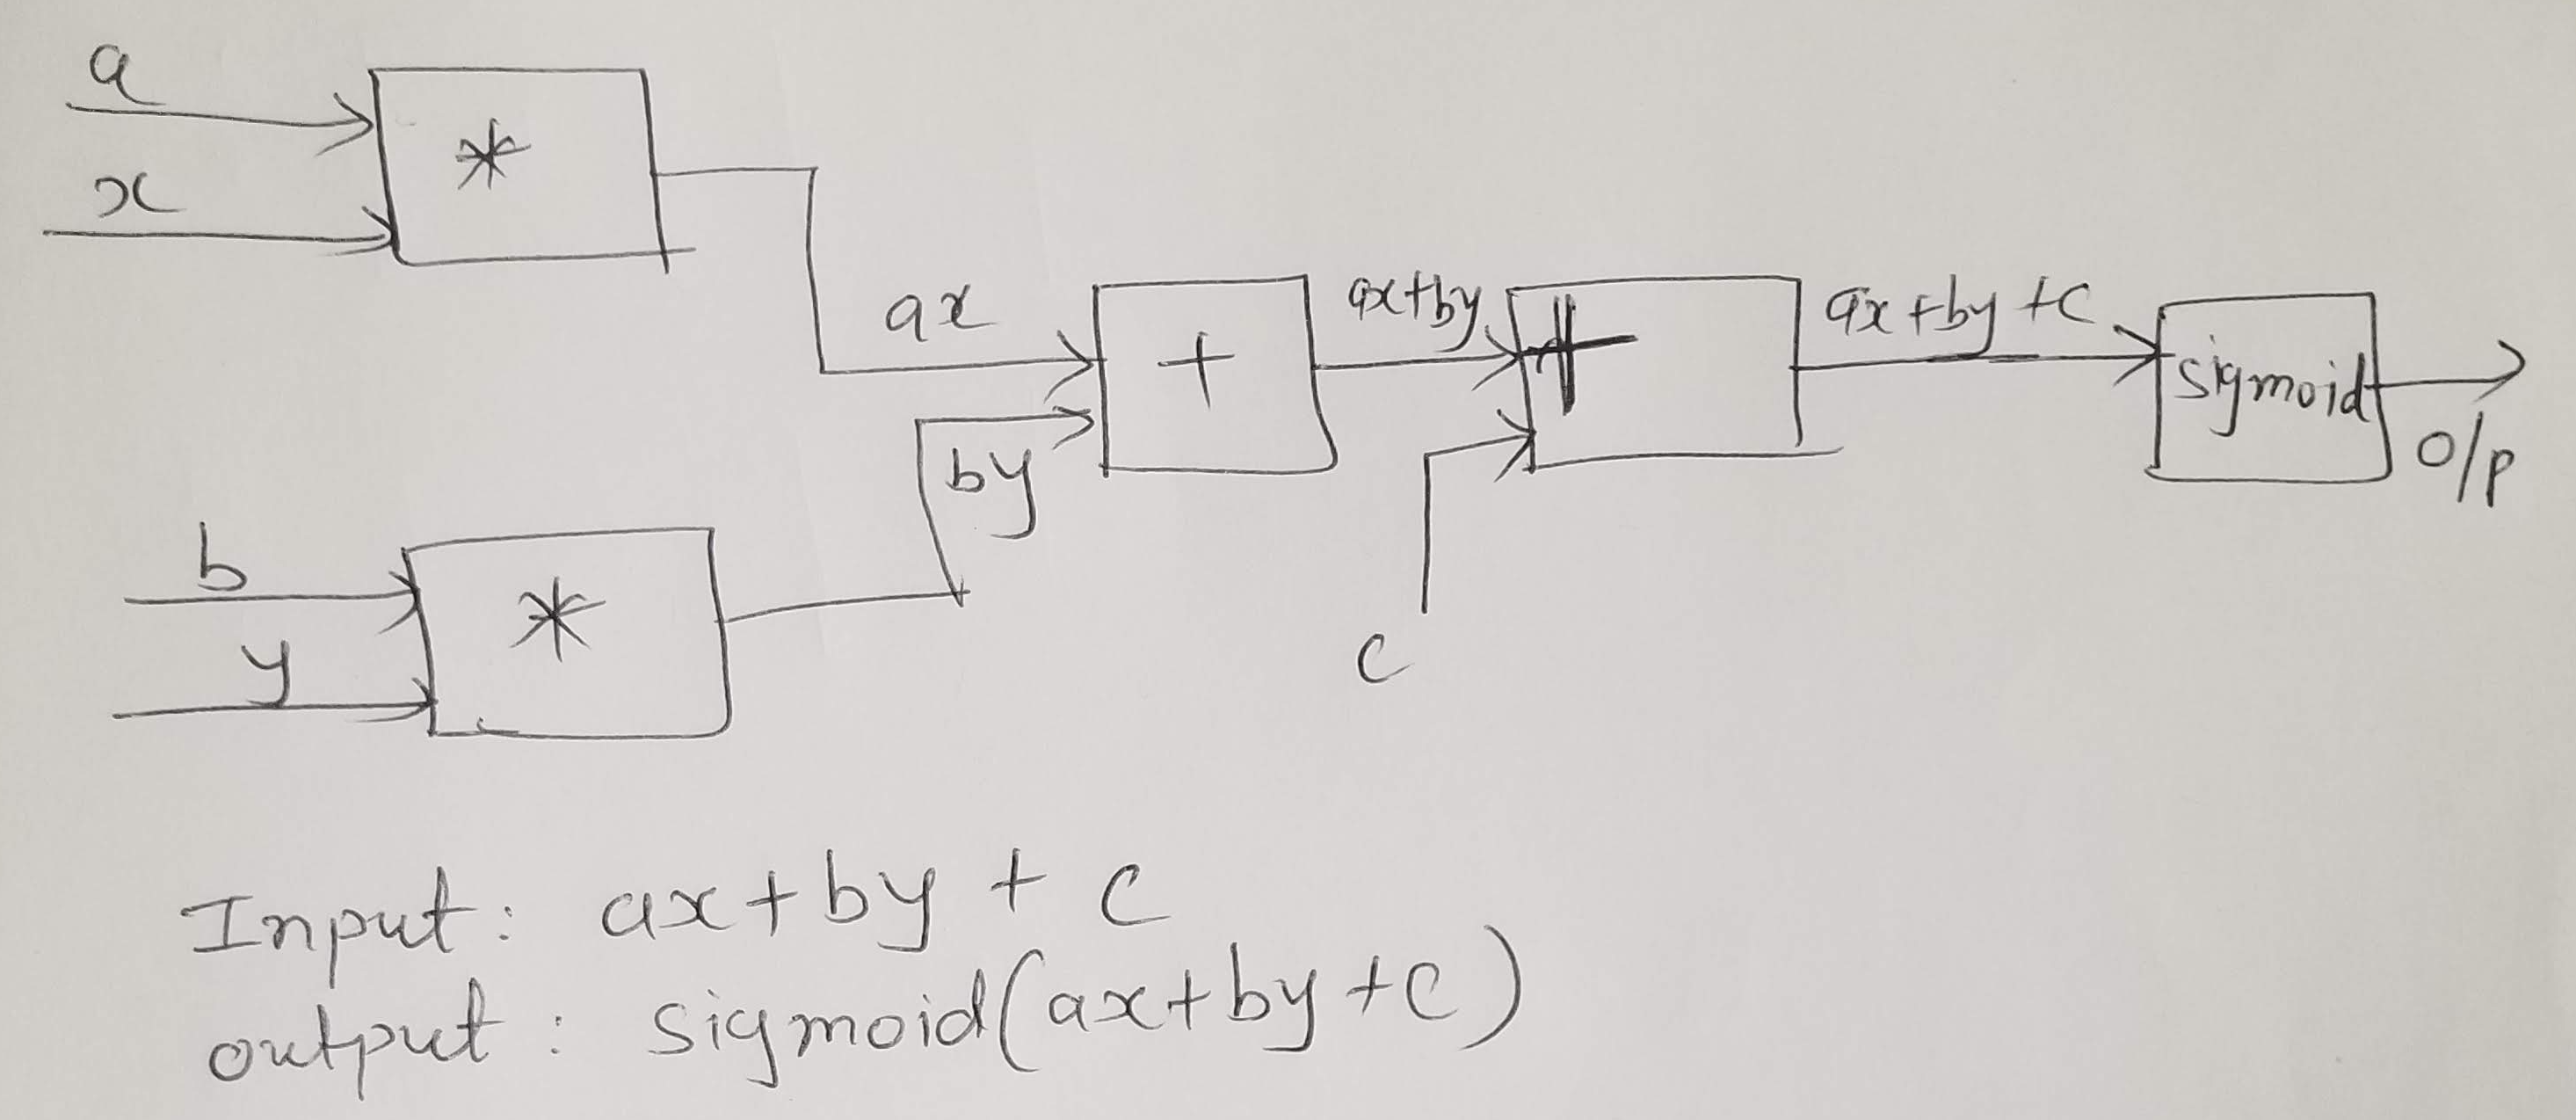 a
*
x
ax
+
ax+by
+
ax+by+c
sigmoid
O/p
by
b
*
y
c
Input: ax+by + c
output: sigmoid(ax+by+c)